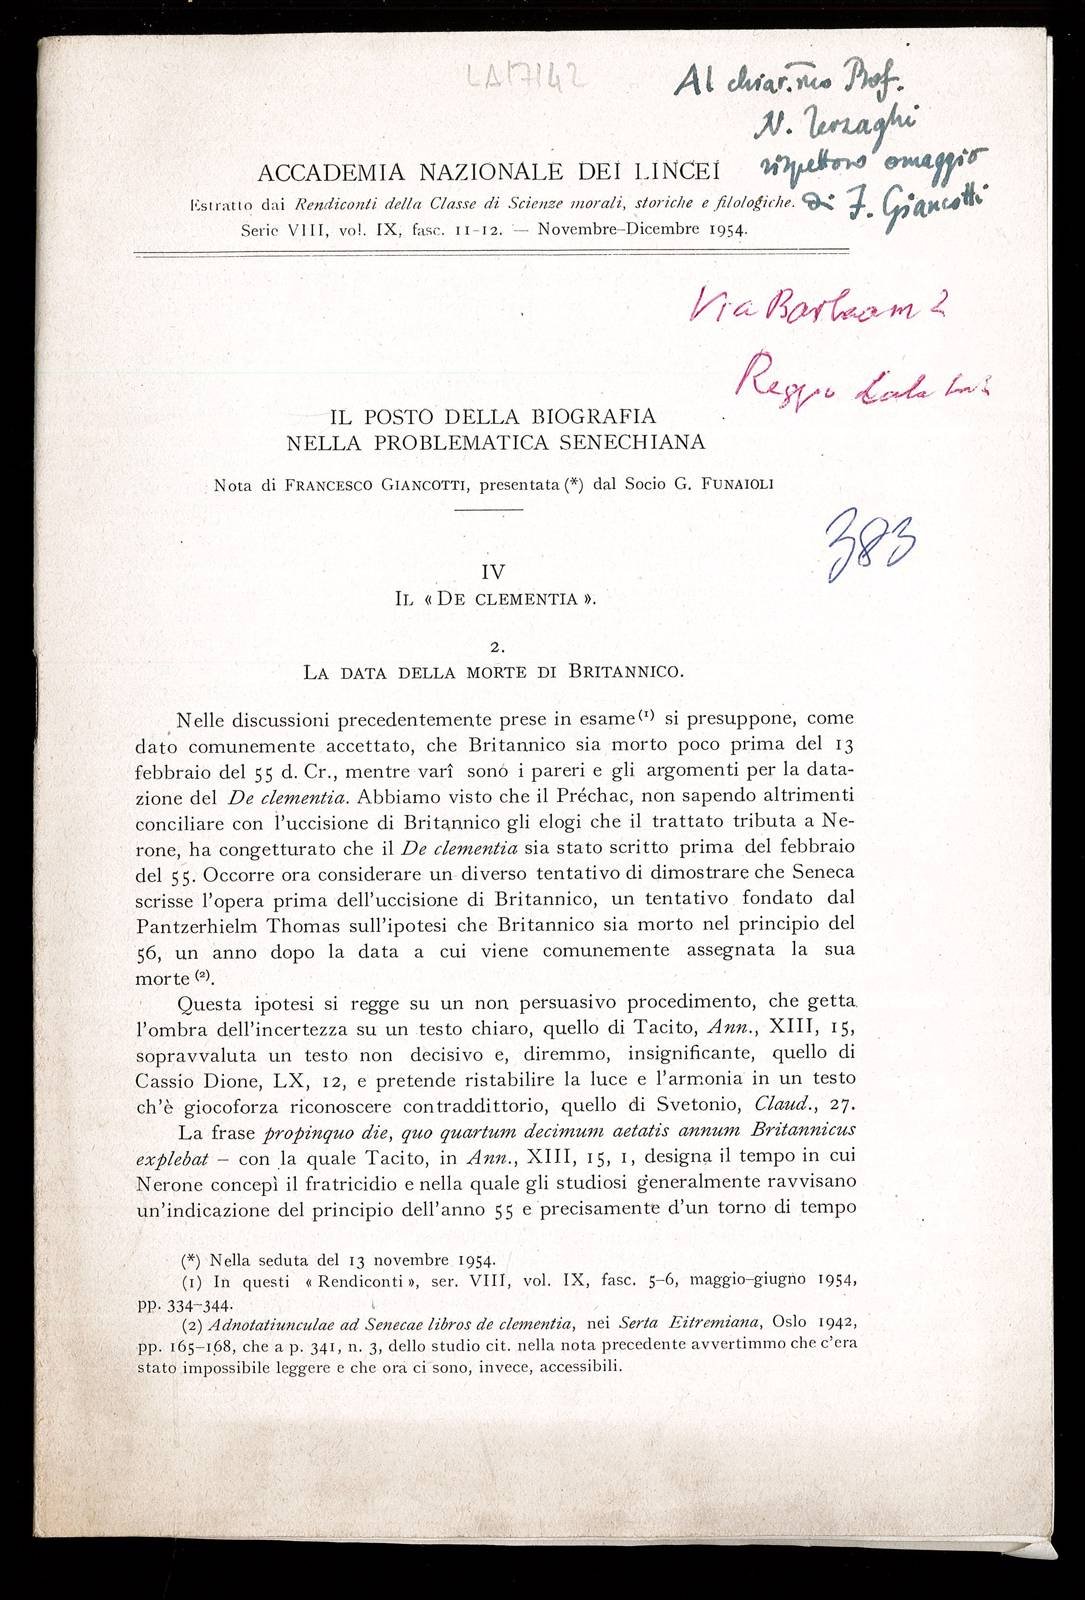 LA17142
Al chiar.mo Prof.
N. Terzaghi
rispettoso omaggio
di F. Giancotti
ACCADEMIA NAZIONALE DEI LINCEI
Estratto dai Rendiconti della Classe di Scienze morali, storiche e filologiche.
Serie VIII, vol. IX, fasc. 11-12. — Novembre-Dicembre 1954.
Via Barlaam 2
Reggio Calabria
IL POSTO DELLA BIOGRAFIA
NELLA PROBLEMATICA SENECHIANA
Nota di FRANCESCO GIANCOTTI, presentata (*) dal Socio G. FUNAIOLI
383
IV
IL « DE CLEMENTIA ».
2.
LA DATA DELLA MORTE DI BRITANNICO.
Nelle discussioni precedentemente prese in esame (1) si presuppone, come
dato comunemente accettato, che Britannico sia morto poco prima del 13
febbraio del 55 d. Cr., mentre varî sono i pareri e gli argomenti per la data-
zione del De clementia. Abbiamo visto che il Préchac, non sapendo altrimenti
conciliare con l'uccisione di Britannico gli elogi che il trattato tributa a Ne-
rone, ha congetturato che il De clementia sia stato scritto prima del febbraio
del 55. Occorre ora considerare un diverso tentativo di dimostrare che Seneca
scrisse l'opera prima dell'uccisione di Britannico, un tentativo fondato dal
Pantzerhielm Thomas sull'ipotesi che Britannico sia morto nel principio del
56, un anno dopo la data a cui viene comunemente assegnata la sua
morte (2).
Questa ipotesi si regge su un non persuasivo procedimento, che getta
l'ombra dell'incertezza su un testo chiaro, quello di Tacito, Ann., XIII, 15,
sopravvaluta un testo non decisivo e, diremmo, insignificante, quello di
Cassio Dione, LX, 12, e pretende ristabilire la luce e l'armonia in un testo
ch'è giocoforza riconoscere contraddittorio, quello di Svetonio, Claud., 27.
La frase propinquo die, quo quartum decimum aetatis annum Britannicus
explebat – con la quale Tacito, in Ann., XIII, 15, 1, designa il tempo in cui
Nerone concepì il fratricidio e nella quale gli studiosi generalmente ravvisano
un'indicazione del principio dell'anno 55 e precisamente d'un torno di tempo
(*) Nella seduta del 13 novembre 1954.
(1) In questi « Rendiconti », ser. VIII, vol. IX, fasc. 5-6, maggio-giugno 1954,
pp. 334-344.
(2) Adnotatiunculae ad Senecae libros de clementia, nei Serta Eitremiana, Oslo 1942,
pp. 165-168, che a p. 341, n. 3, dello studio cit. nella nota precedente avvertimmo che c'era
stato impossibile leggere e che ora ci sono, invece, accessibili.